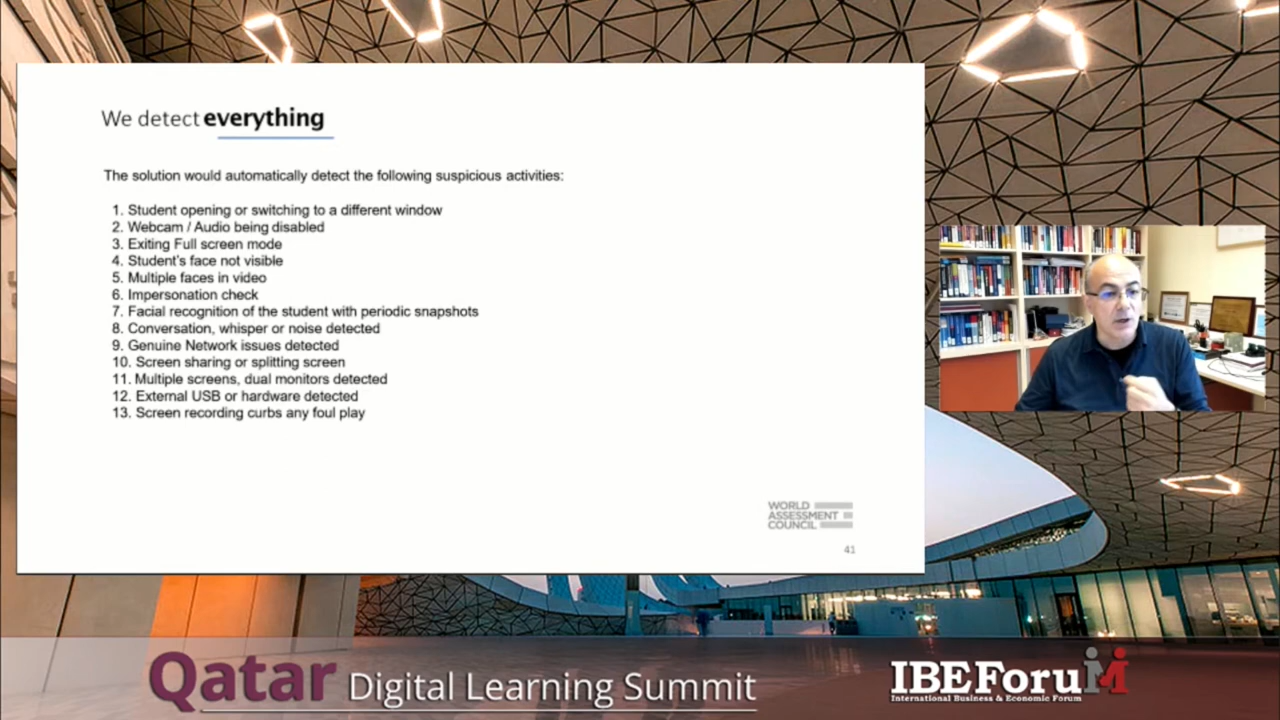 We detect everything
The solution would automatically detect the following suspicious activities:
1. Student opening or switching to a different window
2. Webcam / Audio being disabled
3. Exiting Full screen mode
4. Student's face not visible
5. Multiple faces in video
6. Impersonation check
7. Facial recognition of the student with periodic snapshots
8. Conversation, whisper or noise detected
9. Genuine Network issues detected
10. Screen sharing or splitting screen
11. Multiple screens, dual monitors detected
12. External USB or hardware detected
13. Screen recording curbs any foul play
WORLD
ASSESSMENT
COUNCIL
41
Qatar Digital Learning Summit
IBEForuM
International Business & Economic Forum